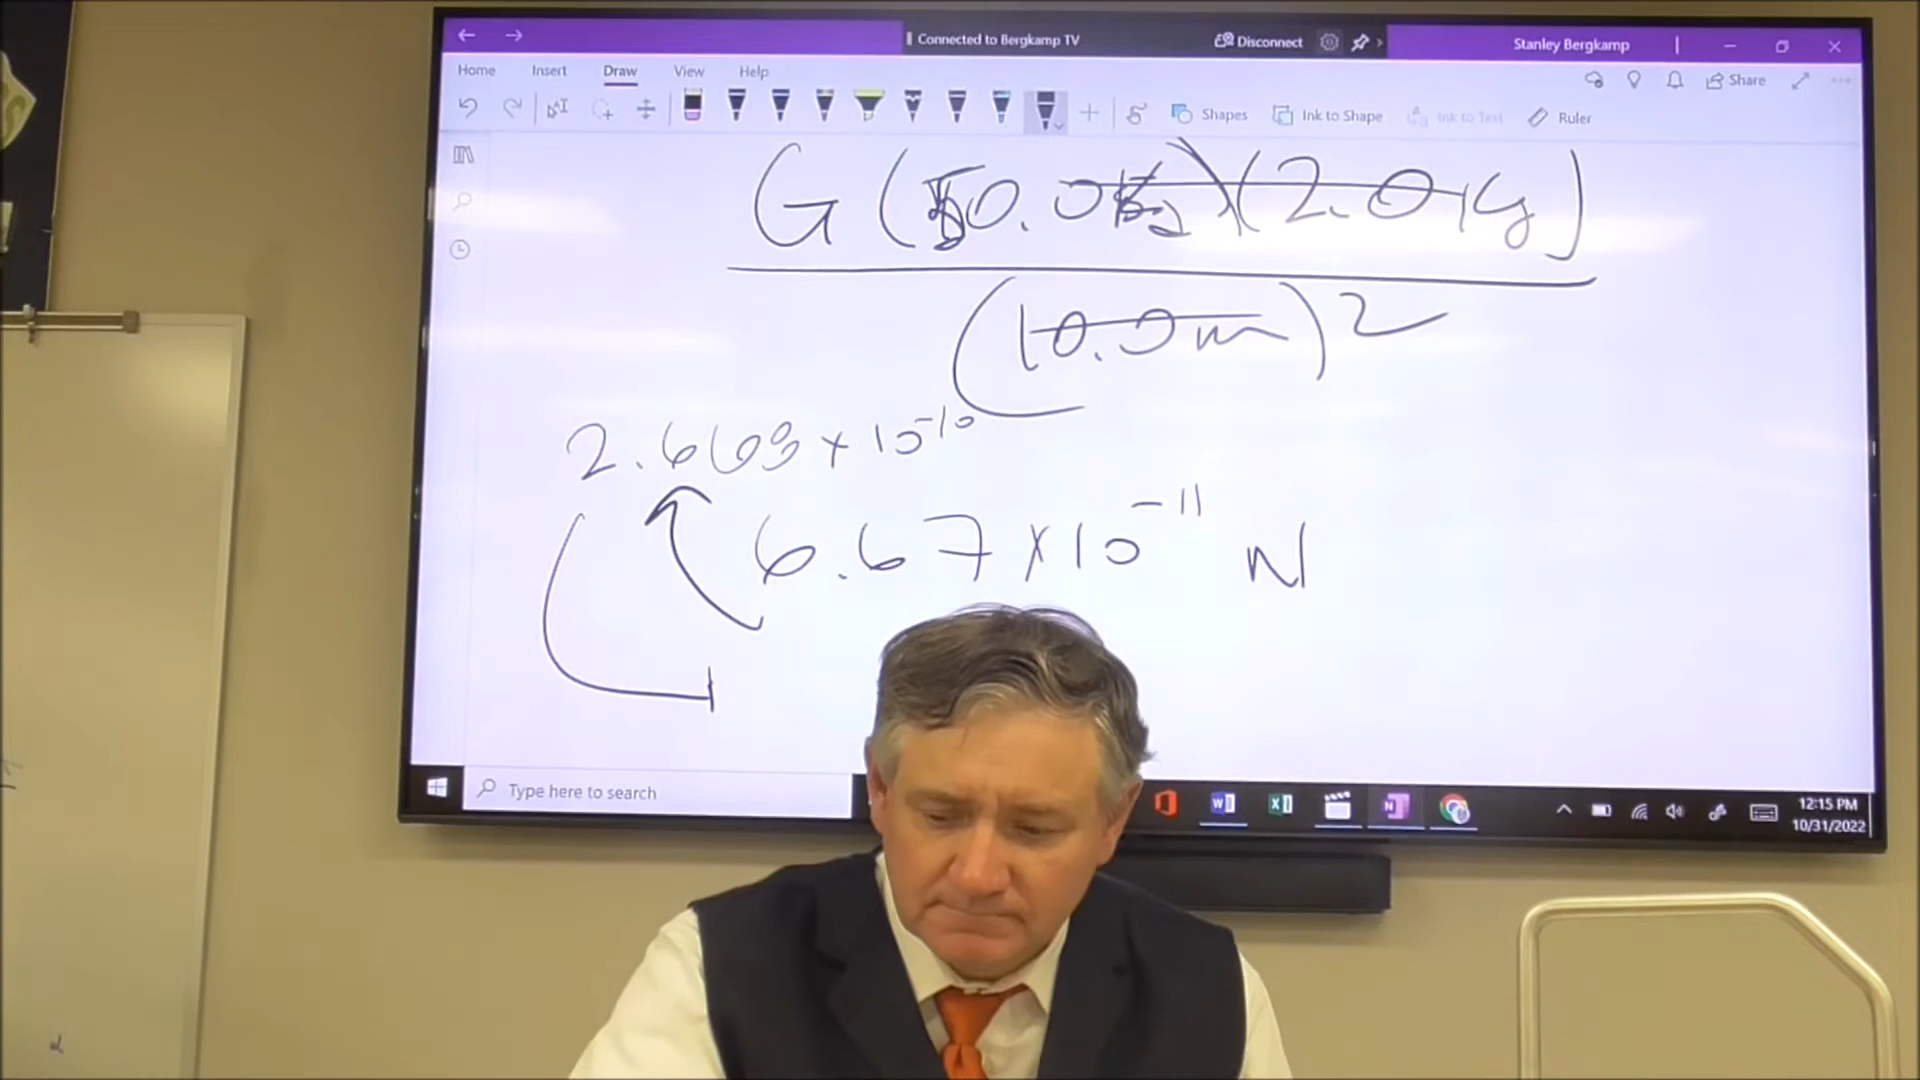 Connected to Bergkamp TV
Disconnect
Stanley Bergkamp
Home Insert Draw View Help
Share
Shapes
Ink to Shape
Ink to Text
Ruler
G(50.0kg)(2.0kg)
(10.0m)2
2.668 x 10-10
6.67 x 10-11 N
Type here to search
12:15 PM
10/31/2022